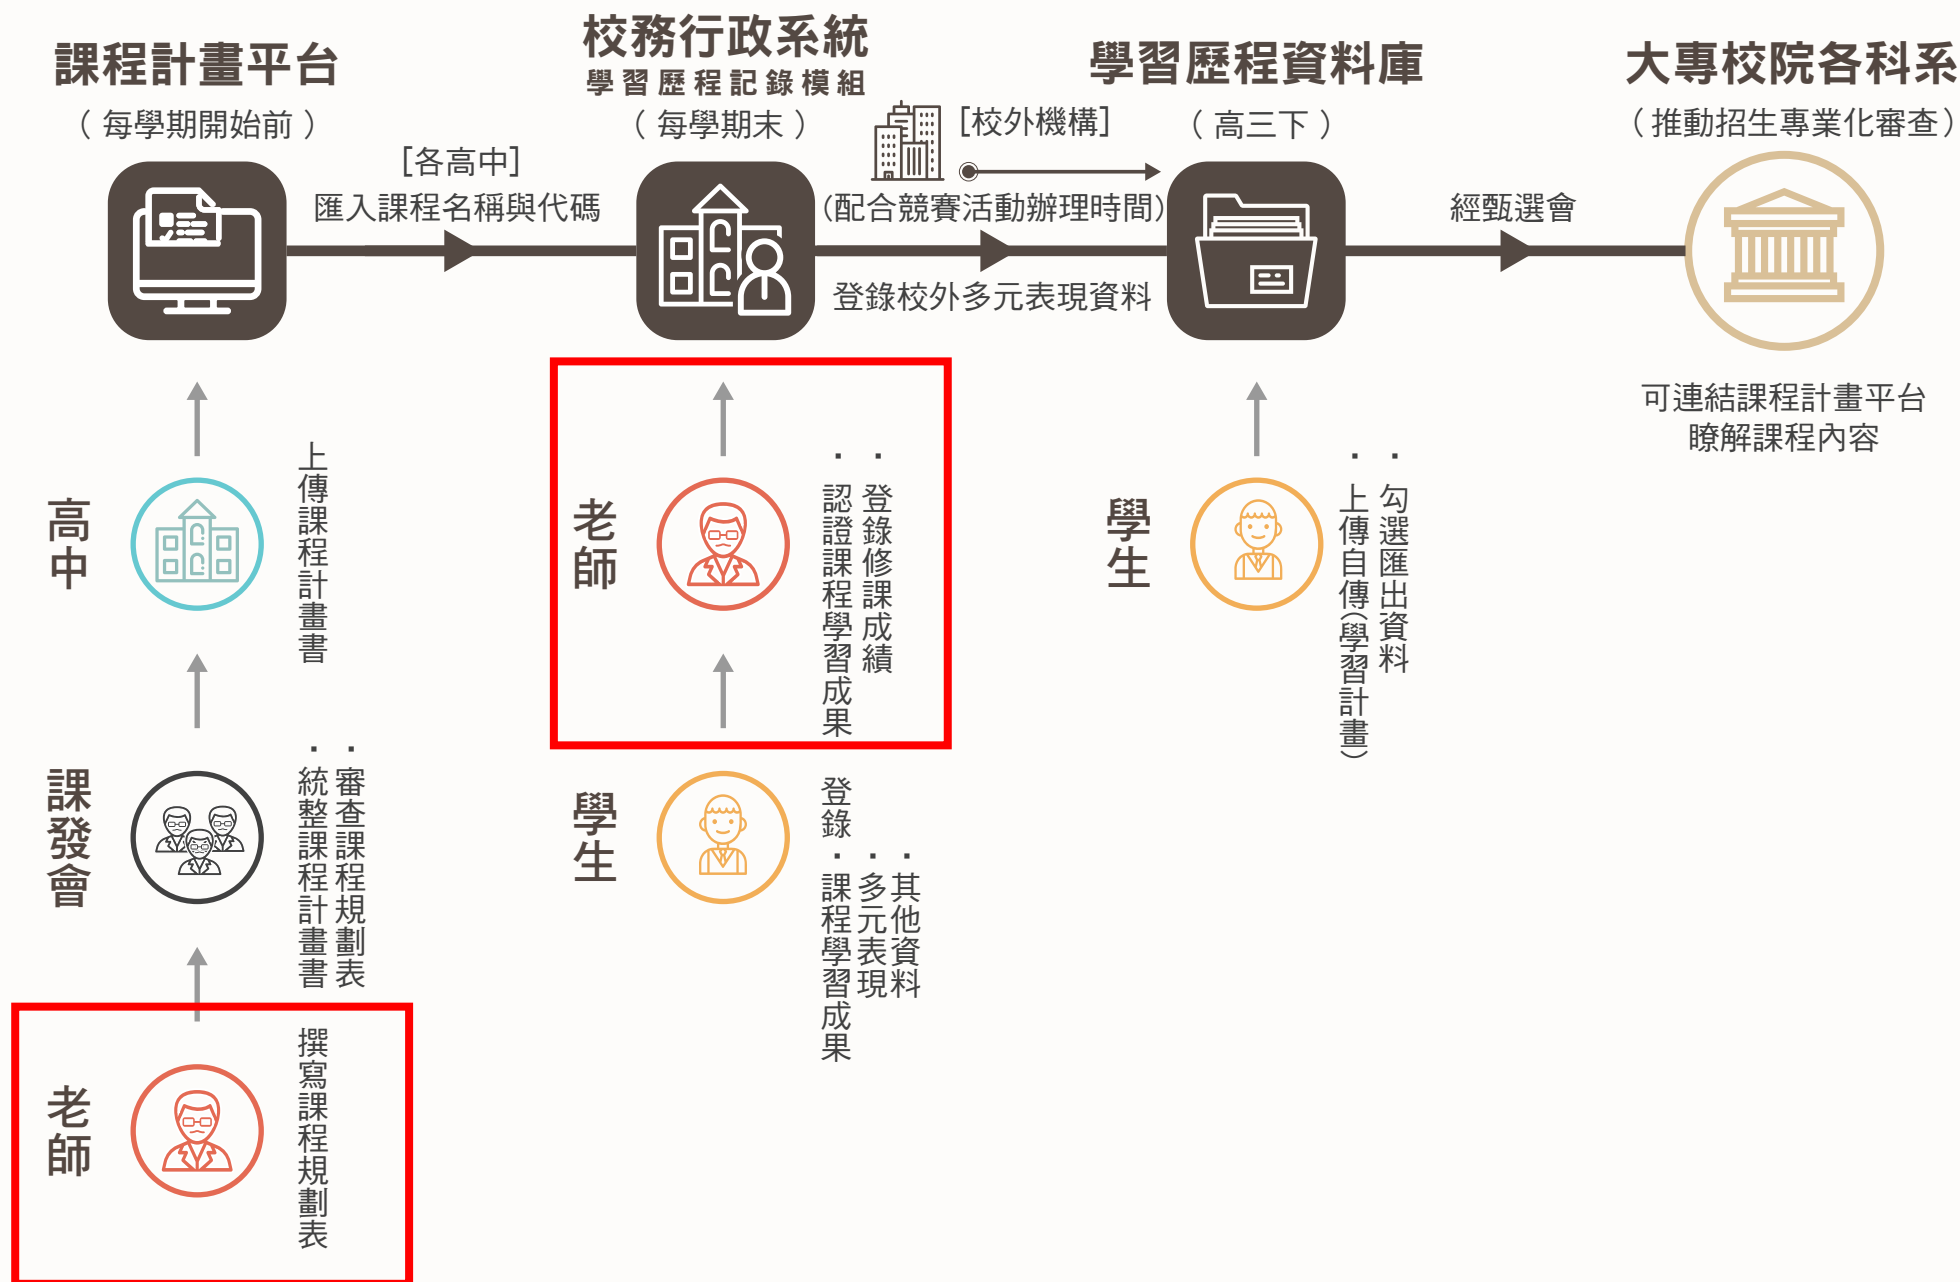 課程計畫平台
（每學期開始前）
［各高中］
匯入課程名稱與代碼
校務行政系統
學習歷程記錄模組
（每學期末）
［校外機構］
（配合競賽活動辦理時間）
登錄校外多元表現資料
學習歷程資料庫
（高三下）
經甄選會
大專校院各科系
（推動招生專業化審查）
可連結課程計畫平台
瞭解課程內容
高中
上傳課程計畫書
課發會
・審查課程規劃表
・統整課程計畫書
老師
撰寫課程規劃表
老師
・登錄修課成績
・認證課程學習成果
學生
登錄
・課程學習成果
・多元表現
・其他資料
學生
・勾選匯出資料
・上傳自傳（學習計畫）